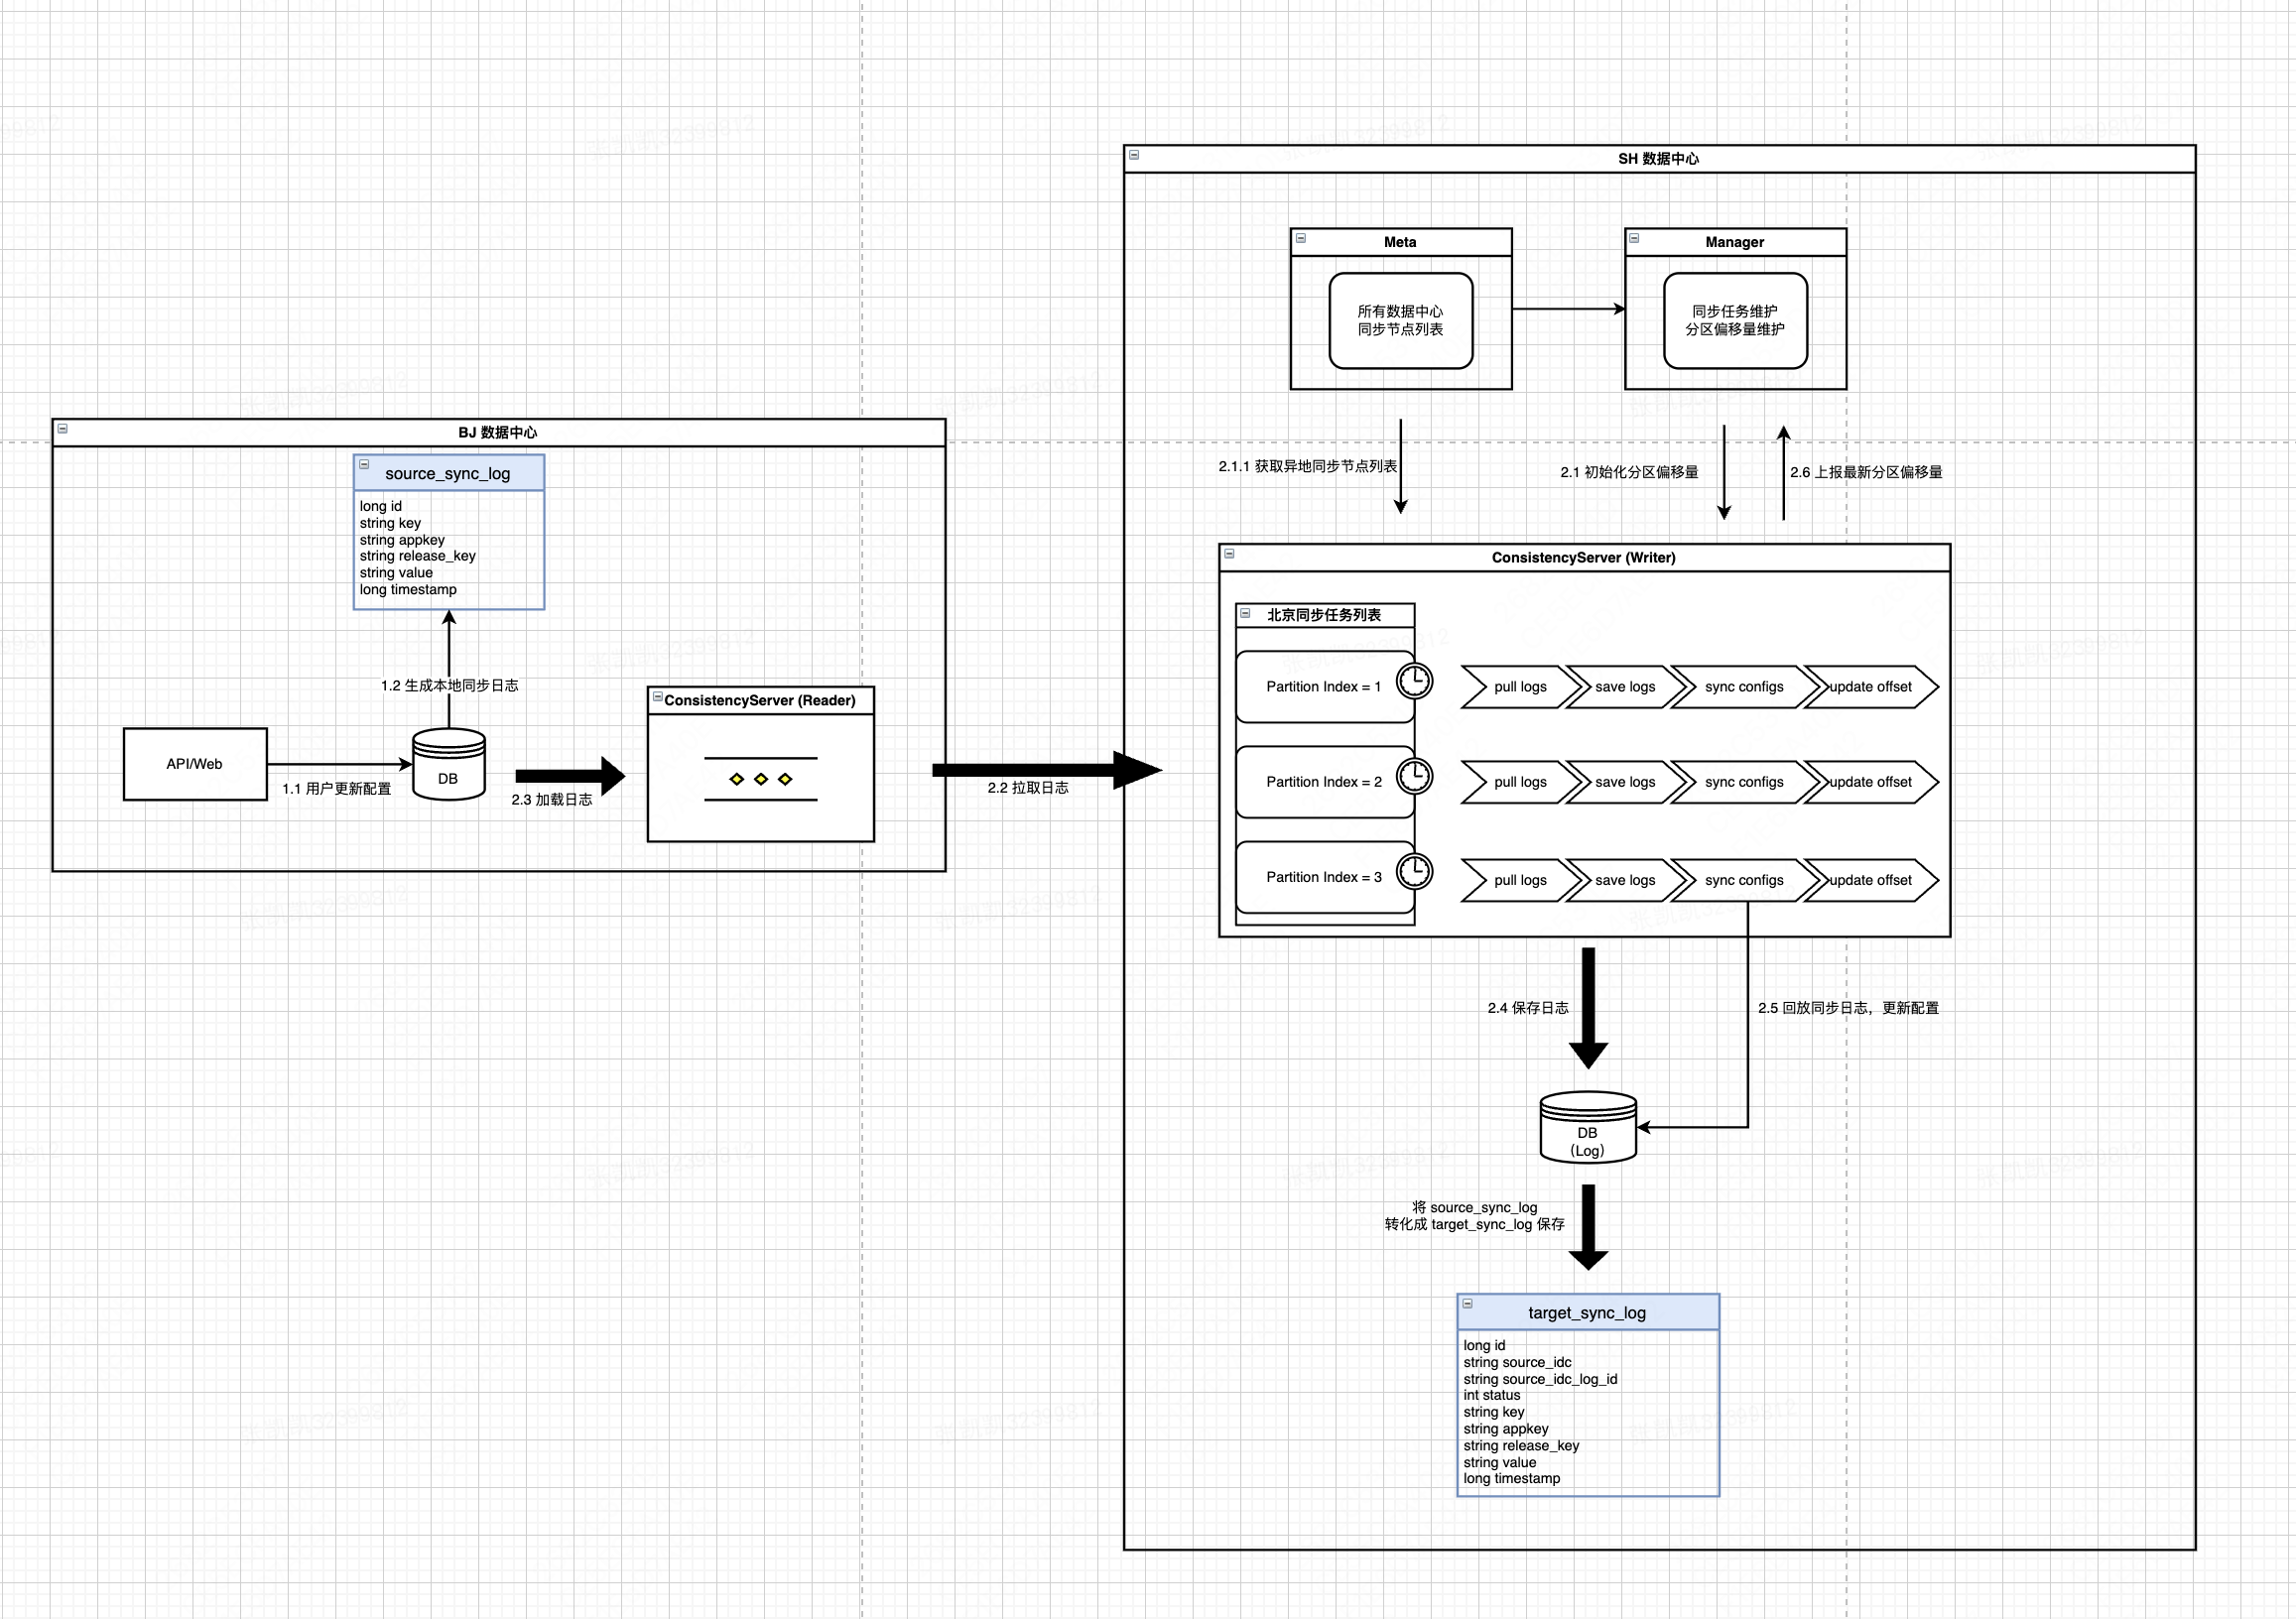 SH 数据中心
Meta
所有数据中心
同步节点列表
Manager
同步任务维护
分区偏移量维护
2.1.1 获取异地同步节点列表
2.1 初始化分区偏移量
2.6 上报最新分区偏移量
BJ 数据中心
source_sync_log
long id
string key
string appkey
string release_key
string value
long timestamp
1.2 生成本地同步日志
API/Web
1.1 用户更新配置
DB
2.3 加载日志
ConsistencyServer (Reader)
2.2 拉取日志
ConsistencyServer (Writer)
北京同步任务列表
Partition Index = 1
pull logs
save logs
sync configs
update offset
Partition Index = 2
pull logs
save logs
sync configs
update offset
Partition Index = 3
pull logs
save logs
sync configs
update offset
2.4 保存日志
2.5 回放同步日志，更新配置
DB
(Log)
将 source_sync_log
转化成 target_sync_log 保存
target_sync_log
long id
string source_idc
string source_idc_log_id
int status
string key
string appkey
string release_key
string value
long timestamp